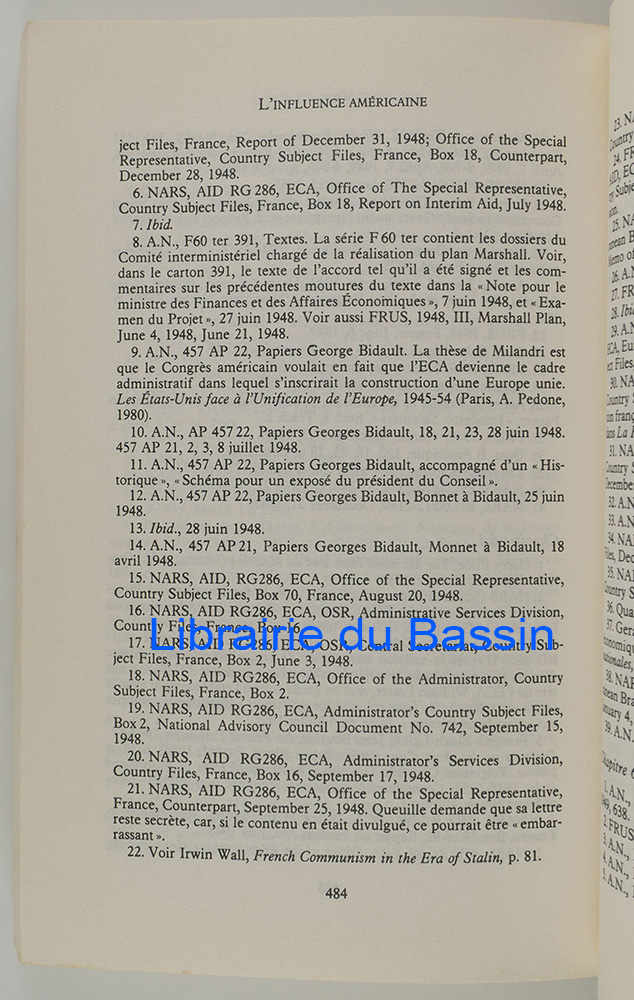 L'INFLUENCE AMÉRICAINE
ject Files, France, Report of December 31, 1948; Office of the Special
Representative, Country Subject Files, France, Box 18, Counterpart,
December 28, 1948.
6. NARS, AID RG 286, ECA, Office of The Special Representative,
Country Subject Files, France, Box 18, Report on Interim Aid, July 1948.
7. Ibid.
8. A.N., F60 ter 391, Textes. La série F 60 ter contient les dossiers du
Comité interministériel chargé de la réalisation du plan Marshall. Voir,
dans le carton 391, le texte de l'accord tel qu'il a été signé et les com-
mentaires sur les précédentes moutures du texte dans la « Note pour le
ministre des Finances et des Affaires Économiques », 7 juin 1948, et « Exa-
men du Projet », 27 juin 1948. Voir aussi FRUS, 1948, III, Marshall Plan,
June 4, 1948, June 21, 1948.
9. A.N., 457 AP 22, Papiers George Bidault. La thèse de Milandri est
que le Congrès américain voulait en fait que l'ECA devienne le cadre
administratif dans lequel s'inscrirait la construction d'une Europe unie.
Les États-Unis face à l'Unification de l'Europe, 1945-54 (Paris, A. Pedone,
1980).
10. A.N., AP 457 22, Papiers Georges Bidault, 18, 21, 23, 28 juin 1948.
457 AP 21, 2, 3, 8 juillet 1948.
11. A.N., 457 AP 22, Papiers Georges Bidault, accompagné d'un « His-
torique », « Schéma pour un exposé du président du Conseil ».
12. A.N., 457 AP 22, Papiers Georges Bidault, Bonnet à Bidault, 25 juin
1948.
13. Ibid., 28 juin 1948.
14. A.N., 457 AP 21, Papiers Georges Bidault, Monnet à Bidault, 18
avril 1948.
15. NARS, AID, RG286, ECA, Office of the Special Representative,
Country Subject Files, Box 70, France, August 20, 1948.
16. NARS, AID RG286, ECA, OSR, Administrative Services Division,
Country Files, France, Box 16.
Librairie du Bassin
17. NARS, AID RG286, ECA, OSR, Central Secretariat, Country Sub-
ject Files, France, Box 2, June 3, 1948.
18. NARS, AID RG286, ECA, Office of the Administrator, Country
Subject Files, France, Box 2.
19. NARS, AID RG286, ECA, Administrator's Country Subject Files,
Box 2, National Advisory Council Document No. 742, September 15,
1948.
20. NARS, AID RG286, ECA, Administrator's Services Division,
Country Files, France, Box 16, September 17, 1948.
21. NARS, AID RG286, ECA, Office of the Special Representative,
France, Counterpart, September 25, 1948. Queuille demande que sa lettre
reste secrète, car, si le contenu en était divulgué, ce pourrait être « embar-
rassant ».
22. Voir Irwin Wall, French Communism in the Era of Stalin, p. 81.
484